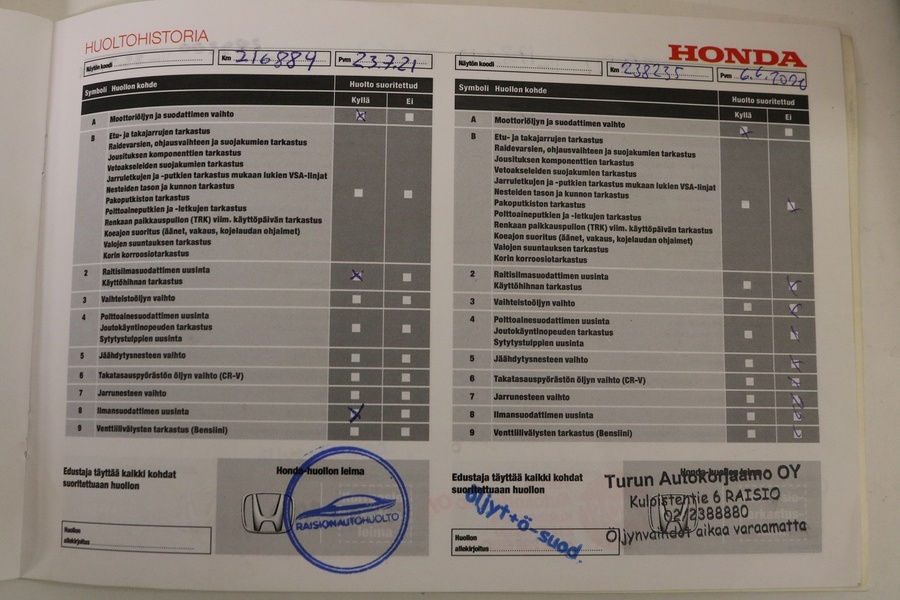 HUOLTOHISTORIA
Näytön koodi
Km 216884
Pvm 23.7.21
Symboli Huollon kohde
Huolto suoritettud
Kyllä Ei
A Moottoriöljyn ja suodattimen vaihto
B Etu- ja takajarrujen tarkastus
Raidevarsien, ohjausvaihteen ja suojakumien tarkastus
Jousituksen komponenttien tarkastus
Vetoakseleiden suojakumien tarkastus
Jarruletkujen ja -putkien tarkastus mukaan lukien VSA-linjat
Nesteiden tason ja kunnon tarkastus
Pakoputkiston tarkastus
Polttoaineputkien ja -letkujen tarkastus
Renkaan paikkauspullon (TRK) viim. käyttöpäivän tarkastus
Koeajon suoritus (äänet, vakaus, kojelaudan ohjaimet)
Valojen suuntauksen tarkastus
Korin korroosiotarkastus
2 Raitisilmasuodattimen uusinta
Käyttöhihnan tarkastus
3 Vaihteistoöljyn vaihto
4 Polttoainesuodattimen uusinta
Joutokäyntinopeuden tarkastus
Sytytystulppien uusinta
5 Jäähdytysnesteen vaihto
6 Takatasauspyörästön öljyn vaihto (CR-V)
7 Jarrunesteen vaihto
8 Ilmansuodattimen uusinta
9 Venttiilivälysten tarkastus (Bensiini)
Edustaja täyttää kaikki kohdat
suoritettuaan huollon
Honda-huollon leima
RAISIONAUTOHUOLTO
Huollon
allekirjoitus
HONDA
Näytön koodi
Km 238235
Pvm
Symboli Huollon kohde
Huolto suoritettud
Kyllä Ei
A Moottoriöljyn ja suodattimen vaihto
B Etu- ja takajarrujen tarkastus
Raidevarsien, ohjausvaihteen ja suojakumien tarkastus
Jousituksen komponenttien tarkastus
Vetoakseleiden suojakumien tarkastus
Jarruletkujen ja -putkien tarkastus mukaan lukien VSA-linjat
Nesteiden tason ja kunnon tarkastus
Pakoputkiston tarkastus
Polttoaineputkien ja -letkujen tarkastus
Renkaan paikkauspullon (TRK) viim. käyttöpäivän tarkastus
Koeajon suoritus (äänet, vakaus, kojelaudan ohjaimet)
Valojen suuntauksen tarkastus
Korin korroosiotarkastus
2 Raitisilmasuodattimen uusinta
Käyttöhihnan tarkastus
3 Vaihteistoöljyn vaihto
4 Polttoainesuodattimen uusinta
Joutokäyntinopeuden tarkastus
Sytytystulppien uusinta
5 Jäähdytysnesteen vaihto
6 Takatasauspyörästön öljyn vaihto (CR-V)
7 Jarrunesteen vaihto
8 Ilmansuodattimen uusinta
9 Venttiilivälysten tarkastus (Bensiini)
Edustaja täyttää kaikki kohdat
suoritettuaan huollon
Honda-huollon leima
Turun Autokorjaamo OY
Kuloistentie 6 RAISIO
02/2388880
Öljynvaihdot aikaa varaamatta
öljyt+ö-suod.
Huollon
allekirjoitus